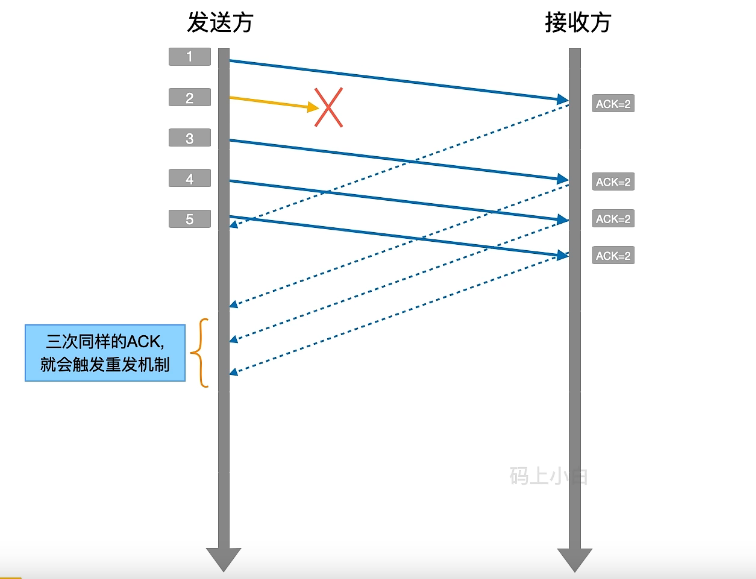 发送方
接收方
1
2
3
4
5
ACK=2
ACK=2
ACK=2
ACK=2
三次同样的ACK,
就会触发重发机制
码上小白